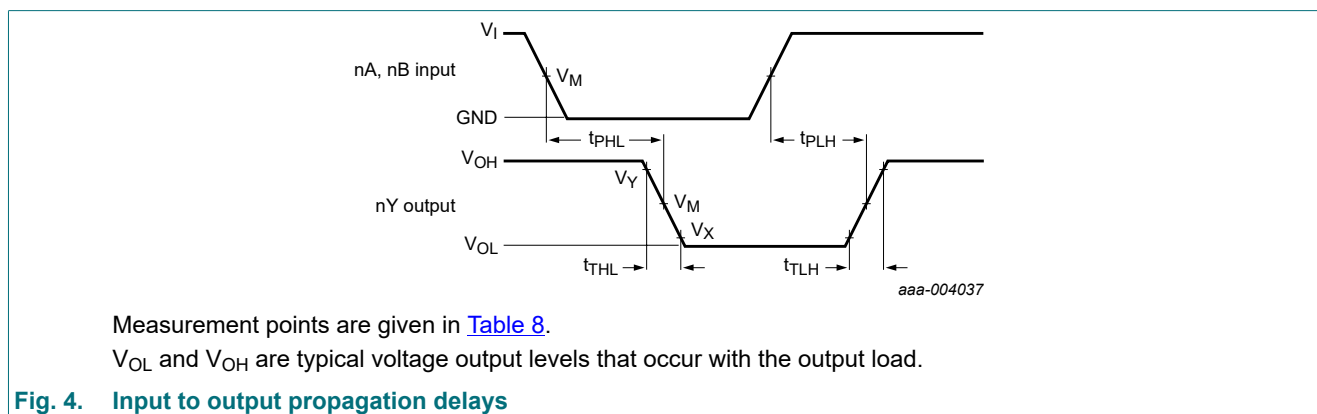 VI
nA, nB input
VM
GND
tPHL
tPLH
VOH
VY
nY output
VM
VX
VOL
tTHL
tTLH
aaa-004037
Measurement points are given in Table 8.
VOL and VOH are typical voltage output levels that occur with the output load.
Fig. 4. Input to output propagation delays